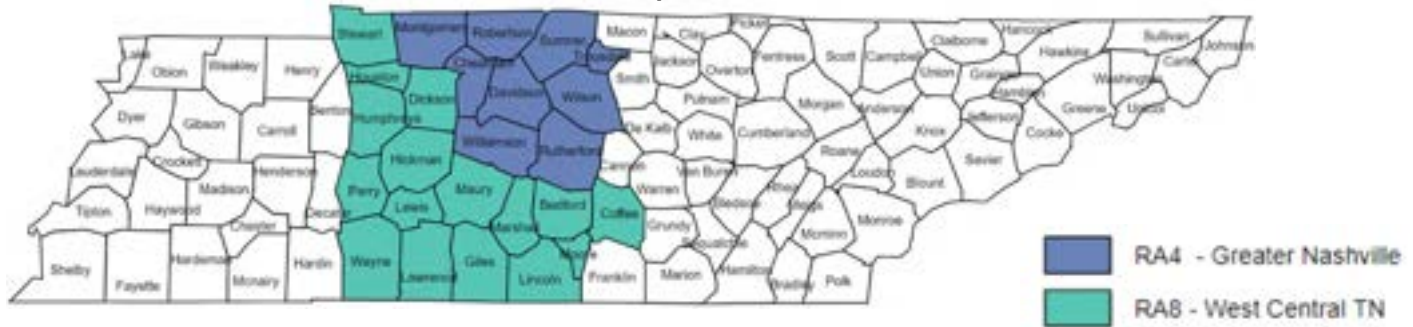 Stewart
Montgomery
Robertson
Sumner
Macon
Clay
Fentress
Scott
Campbell
Claiborne
Hancock
Hawkins
Sullivan
Johnson
Lake
Obion
Weakley
Henry
Houston
Cheatham
Trousdale
Smith
Jackson
Overton
Union
Grainger
Hamblen
Washington
Carter
Dyer
Gibson
Carroll
Benton
Humphreys
Dickson
Davidson
Wilson
Putnam
Morgan
Anderson
Knox
Jefferson
Greene
Unicoi
Cocke
De Kalb
White
Cumberland
Lauderdale
Crockett
Madison
Henderson
Hickman
Williamson
Rutherford
Cannon
Warren
Van Buren
Roane
Loudon
Blount
Sevier
Tipton
Haywood
Chester
Decatur
Perry
Lewis
Maury
Marshall
Bedford
Coffee
Grundy
Bledsoe
Rhea
Meigs
Mcminn
Monroe
Shelby
Fayette
Hardeman
Mcnairy
Hardin
Wayne
Lawrence
Giles
Lincoln
Moore
Franklin
Marion
Sequatchie
Hamilton
Bradley
Polk
RA4 - Greater Nashville
RA8 - West Central TN